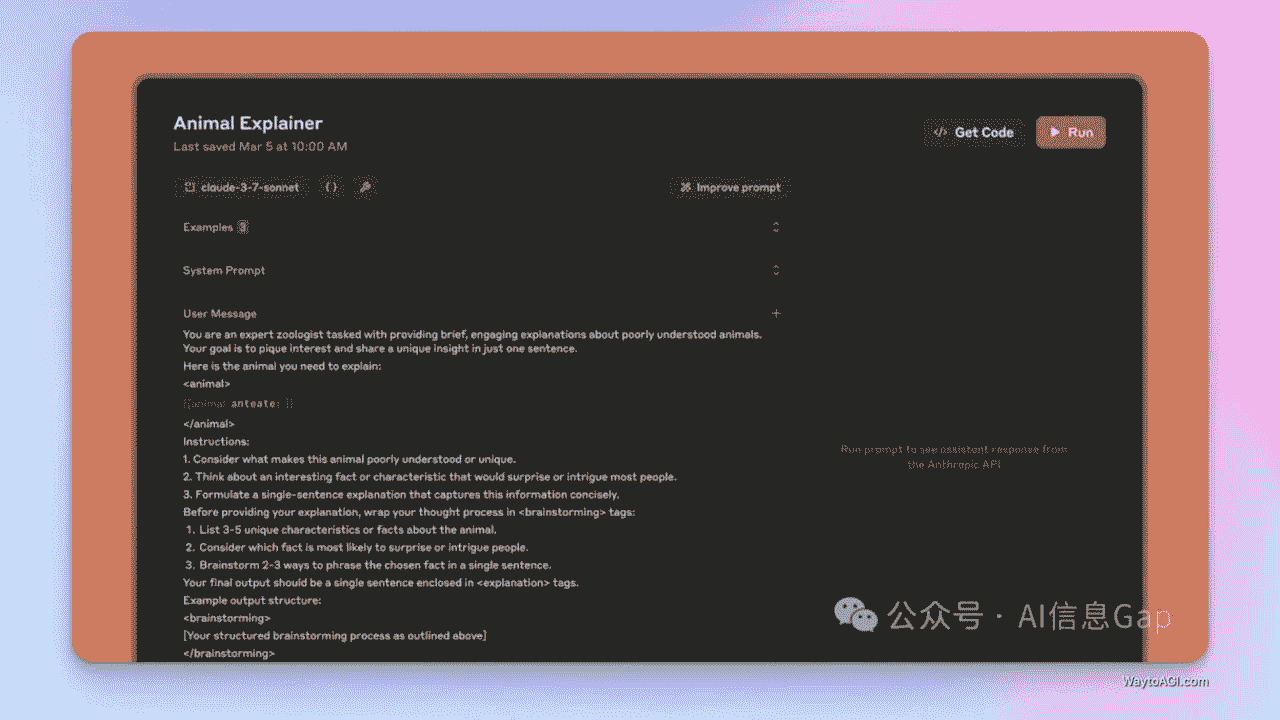 Animal Explainer
Last saved Mar 5 at 10:00 AM
</> Get Code
Run
claude-3-7-sonnet
Improve prompt
Examples 3
System Prompt
User Message
You are an expert zoologist tasked with providing brief, engaging explanations about poorly understood animals.
Your goal is to pique interest and share a unique insight in just one sentence.
Here is the animal you need to explain:
<animal>
</animal>
Instructions:
1. Consider what makes this animal poorly understood or unique.
2. Think about an interesting fact or characteristic that would surprise or intrigue most people.
3. Formulate a single-sentence explanation that captures this information concisely.
Before providing your explanation, wrap your thought process in <brainstorming> tags:
1. List 3-5 unique characteristics or facts about the animal.
2. Consider which fact is most likely to surprise or intrigue people.
3. Brainstorm 2-3 ways to phrase the chosen fact in a single sentence.
Your final output should be a single sentence enclosed in <explanation> tags.
Example output structure:
<brainstorming>
[Your structured brainstorming process as outlined above]
</brainstorming>
Run prompt to see assistant response from
the Anthropic API
公众号 · AI信息Gap
WaytoAGI.com